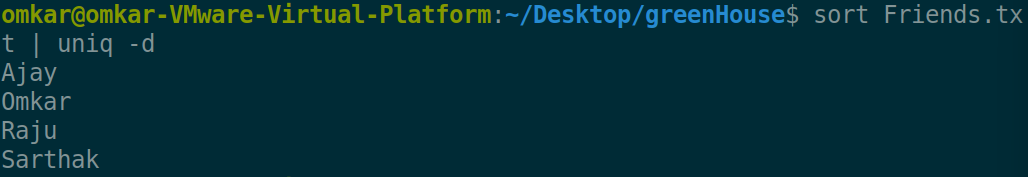 omkar@omkar-VMware-Virtual-Platform:~/Desktop/greenHouse$ sort Friends.tx
t | uniq -d
Ajay
Omkar
Raju
Sarthak